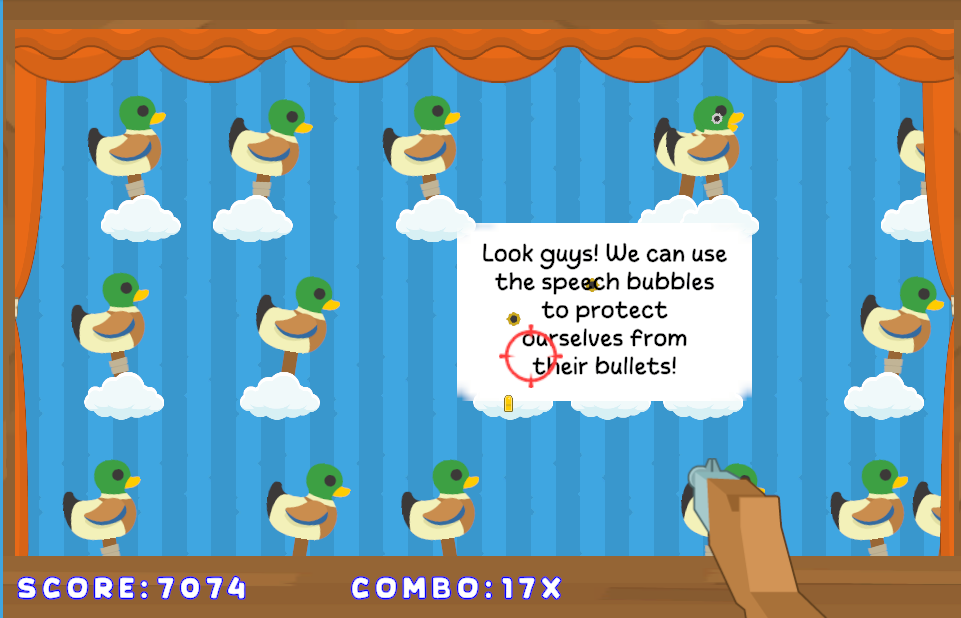 Look guys! We can use
the speech bubbles
to protect
ourselves from
their bullets!
SCORE:7074 COMBO:17X